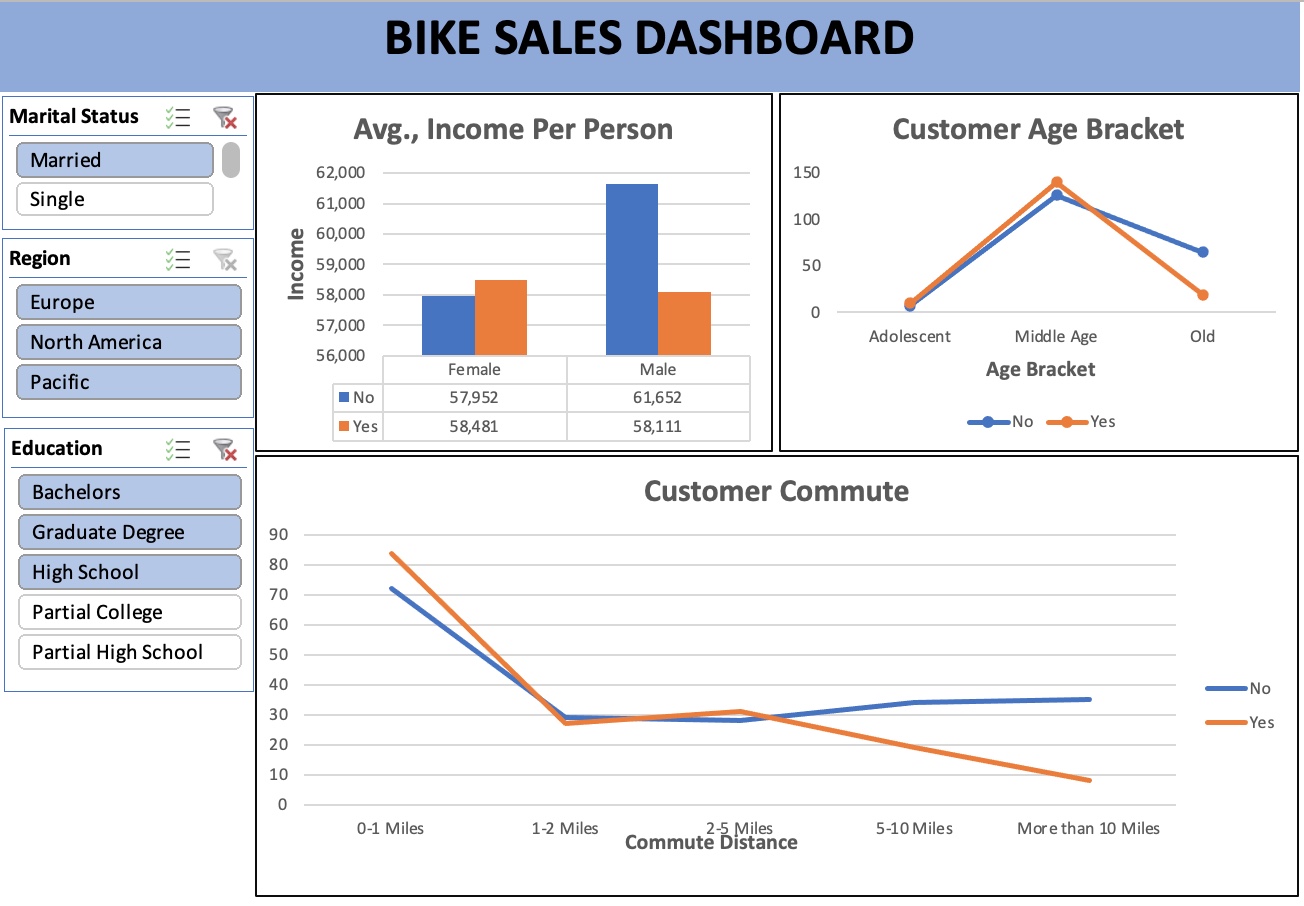 BIKE SALES DASHBOARD
Marital Status
Married
Single
Region
Europe
North America
Pacific
Education
Bachelors
Graduate Degree
High School
Partial College
Partial High School
Avg., Income Per Person
Income
62,000
61,000
60,000
59,000
58,000
57,000
56,000
Female Male
No 57,952 61,652
Yes 58,481 58,111
Customer Age Bracket
150
100
50
0
Adolescent Middle Age Old
Age Bracket
No Yes
Customer Commute
90
80
70
60
50
40
30
20
10
0
0-1 Miles 1-2 Miles 2-5 Miles 5-10 Miles More than 10 Miles
Commute Distance
No
Yes